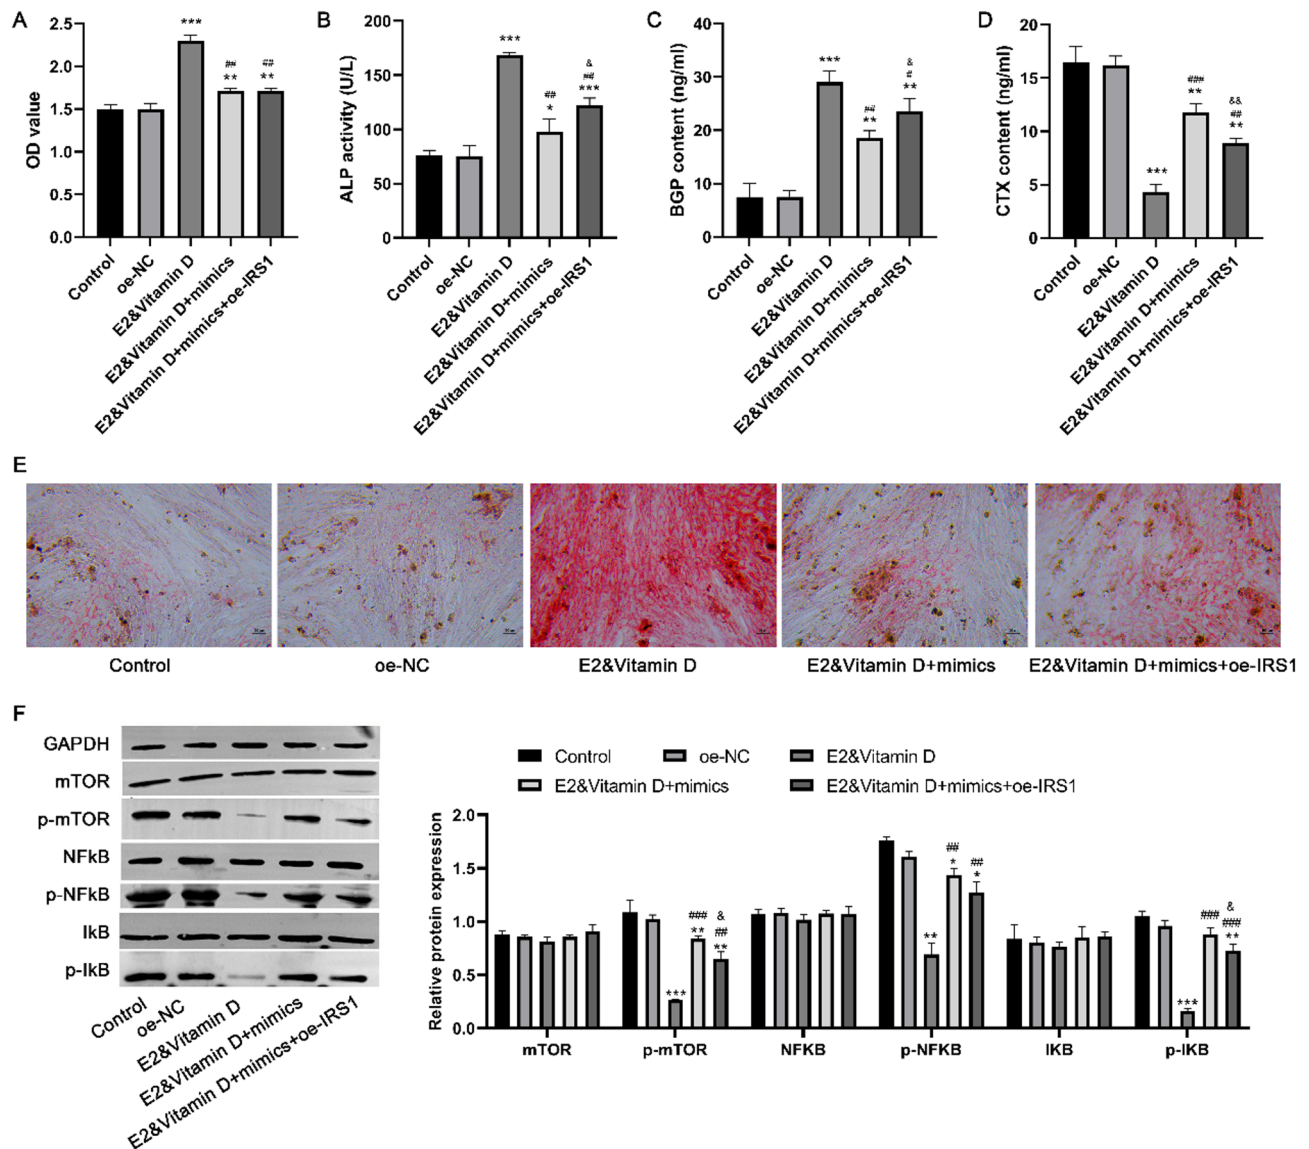 A
OD value
2.5
2.0
1.5
1.0
0.5
0.0
***
##
**
##
**
Control
oe-NC
E2&Vitamin D
E2&Vitamin D+mimics
E2&Vitamin D+mimics+oe-IRS1
B
ALP activity (U/L)
200
150
100
50
0
***
##
*
&
##
***
Control
oe-NC
E2&Vitamin D
E2&Vitamin D+mimics
E2&Vitamin D+mimics+oe-IRS1
C
BGP content (ng/ml)
40
30
20
10
0
***
##
**
&
#
**
Control
oe-NC
E2&Vitamin D
E2&Vitamin D+mimics
E2&Vitamin D+mimics+oe-IRS1
D
CTX content (ng/ml)
20
15
10
5
0
***
###
**
&&
##
**
Control
oe-NC
E2&Vitamin D
E2&Vitamin D+mimics
E2&Vitamin D+mimics+oe-IRS1
E
Control
oe-NC
E2&Vitamin D
E2&Vitamin D+mimics
E2&Vitamin D+mimics+oe-IRS1
F
GAPDH
mTOR
p-mTOR
NFkB
p-NFkB
IkB
p-IkB
Control
oe-NC
E2&Vitamin D
E2&Vitamin D+mimics
E2&Vitamin D+mimics+oe-IRS1
Control
oe-NC
E2&Vitamin D
E2&Vitamin D+mimics
E2&Vitamin D+mimics+oe-IRS1
Relative protein expression
2.0
1.5
1.0
0.5
0.0
***
###
**
&
##
**
**
##
*
##
*
***
###
&
###
**
mTOR
p-mTOR
NFKB
p-NFKB
IKB
p-IKB